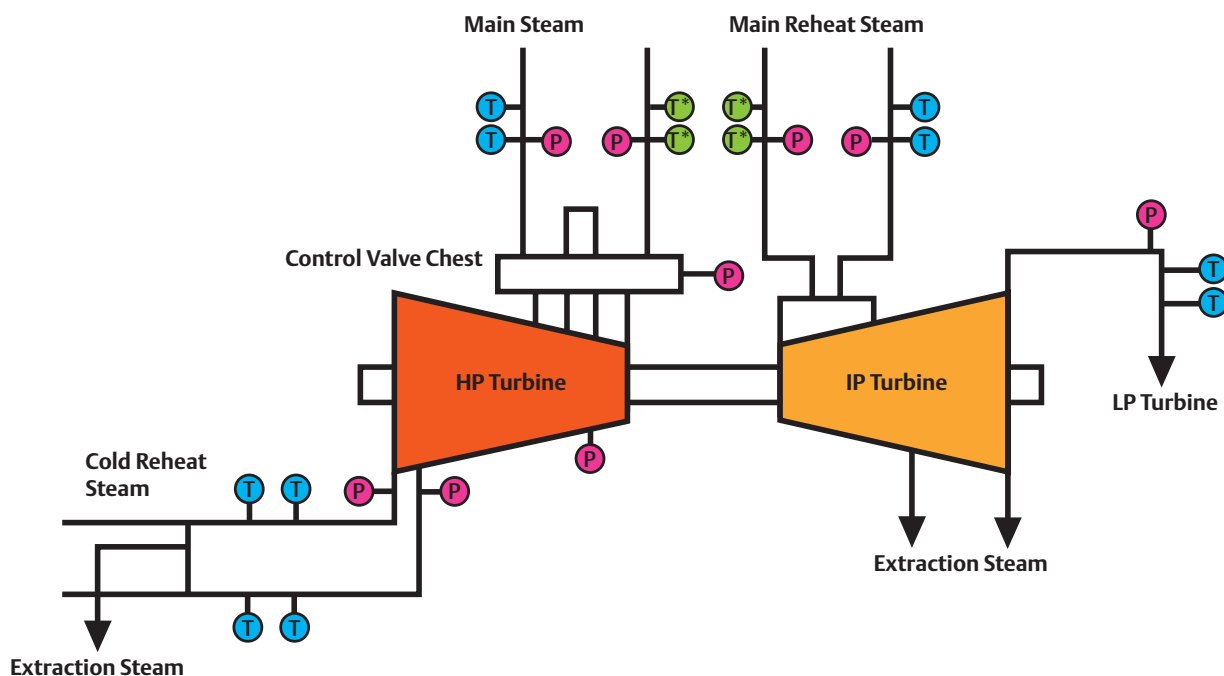 Main Steam
Main Reheat Steam
T
T*
T*
T
T
P
P
T*
T*
P
P
T
P
T
T
Control Valve Chest
P
HP Turbine
IP Turbine
LP Turbine
P
Cold Reheat
Steam
T
T
P
P
Extraction Steam
T
T
Extraction Steam